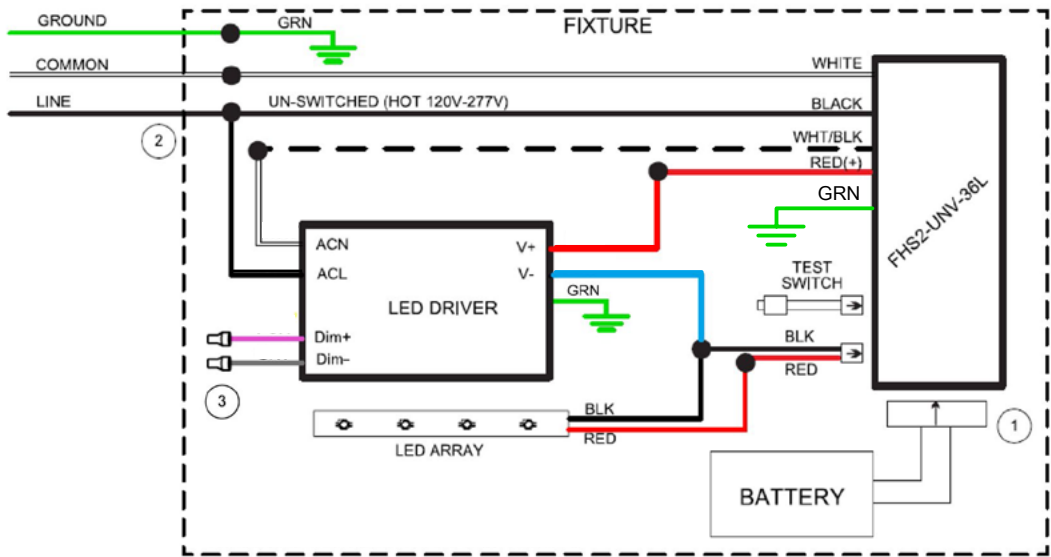 FIXTURE
GROUND
GRN
COMMON
WHITE
LINE
UN-SWITCHED (HOT 120V-277V)
BLACK
2
WHT/BLK
RED(+)
GRN
FHS2-UNV-36L
ACN
V+
ACL
V-
TEST
SWITCH
GRN
LED DRIVER
Dim+
Dim–
BLK
RED
3
BLK
RED
LED ARRAY
1
BATTERY